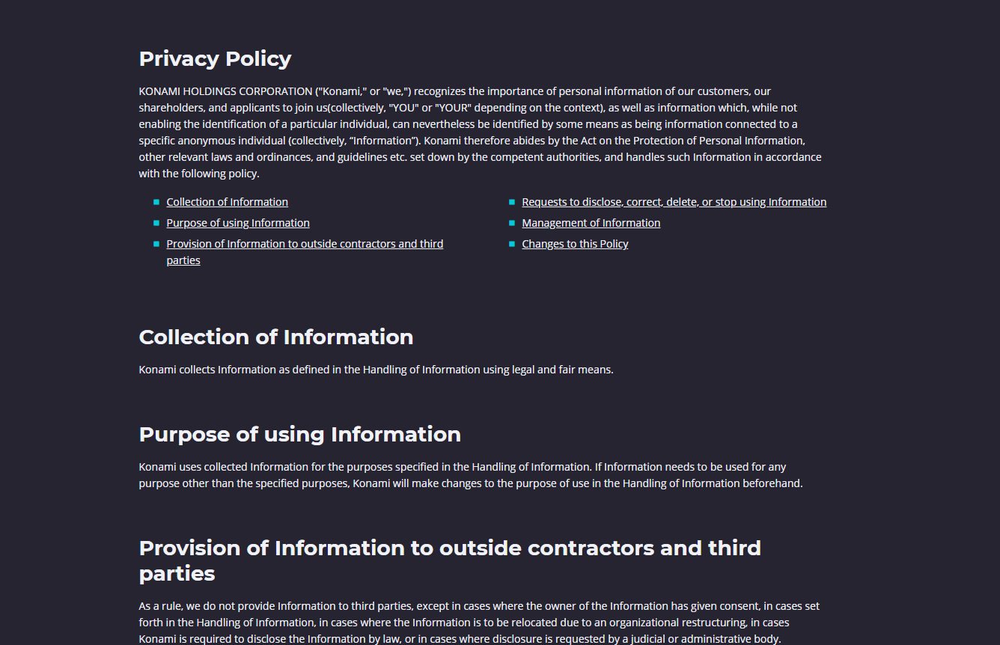 Privacy Policy
KONAMI HOLDINGS CORPORATION ("Konami," or "we,") recognizes the importance of personal information of our customers, our
shareholders, and applicants to join us(collectively, "YOU" or "YOUR" depending on the context), as well as information which, while not
enabling the identification of a particular individual, can nevertheless be identified by some means as being information connected to a
specific anonymous individual (collectively, “Information”). Konami therefore abides by the Act on the Protection of Personal Information,
other relevant laws and ordinances, and guidelines etc. set down by the competent authorities, and handles such Information in accordance
with the following policy.
Collection of Information
Purpose of using Information
Provision of Information to outside contractors and third
parties
Requests to disclose, correct, delete, or stop using Information
Management of Information
Changes to this Policy
Collection of Information
Konami collects Information as defined in the Handling of Information using legal and fair means.
Purpose of using Information
Konami uses collected Information for the purposes specified in the Handling of Information. If Information needs to be used for any
purpose other than the specified purposes, Konami will make changes to the purpose of use in the Handling of Information beforehand.
Provision of Information to outside contractors and third
parties
As a rule, we do not provide Information to third parties, except in cases where the owner of the Information has given consent, in cases set
forth in the Handling of Information, in cases where the Information is to be relocated due to an organizational restructuring, in cases
Konami is required to disclose the Information by law, or in cases where disclosure is requested by a judicial or administrative body.